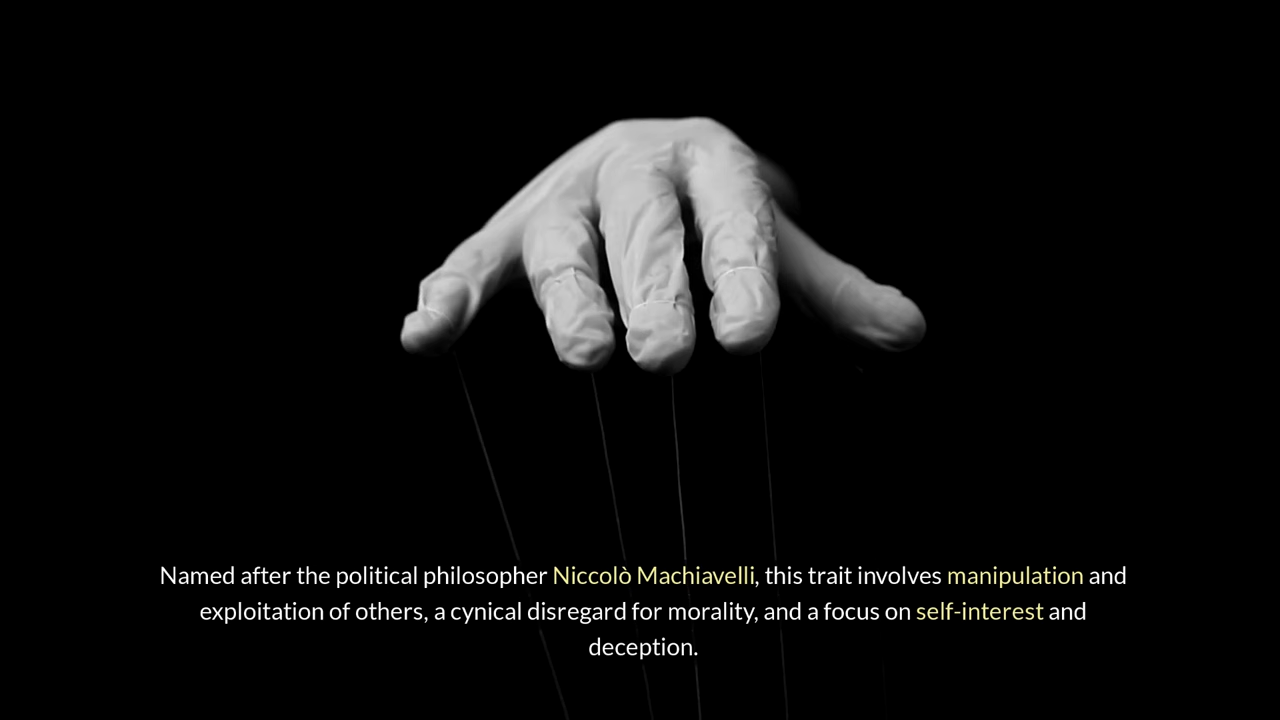 Named after the political philosopher Niccolò Machiavelli, this trait involves manipulation and
exploitation of others, a cynical disregard for morality, and a focus on self-interest and
deception.